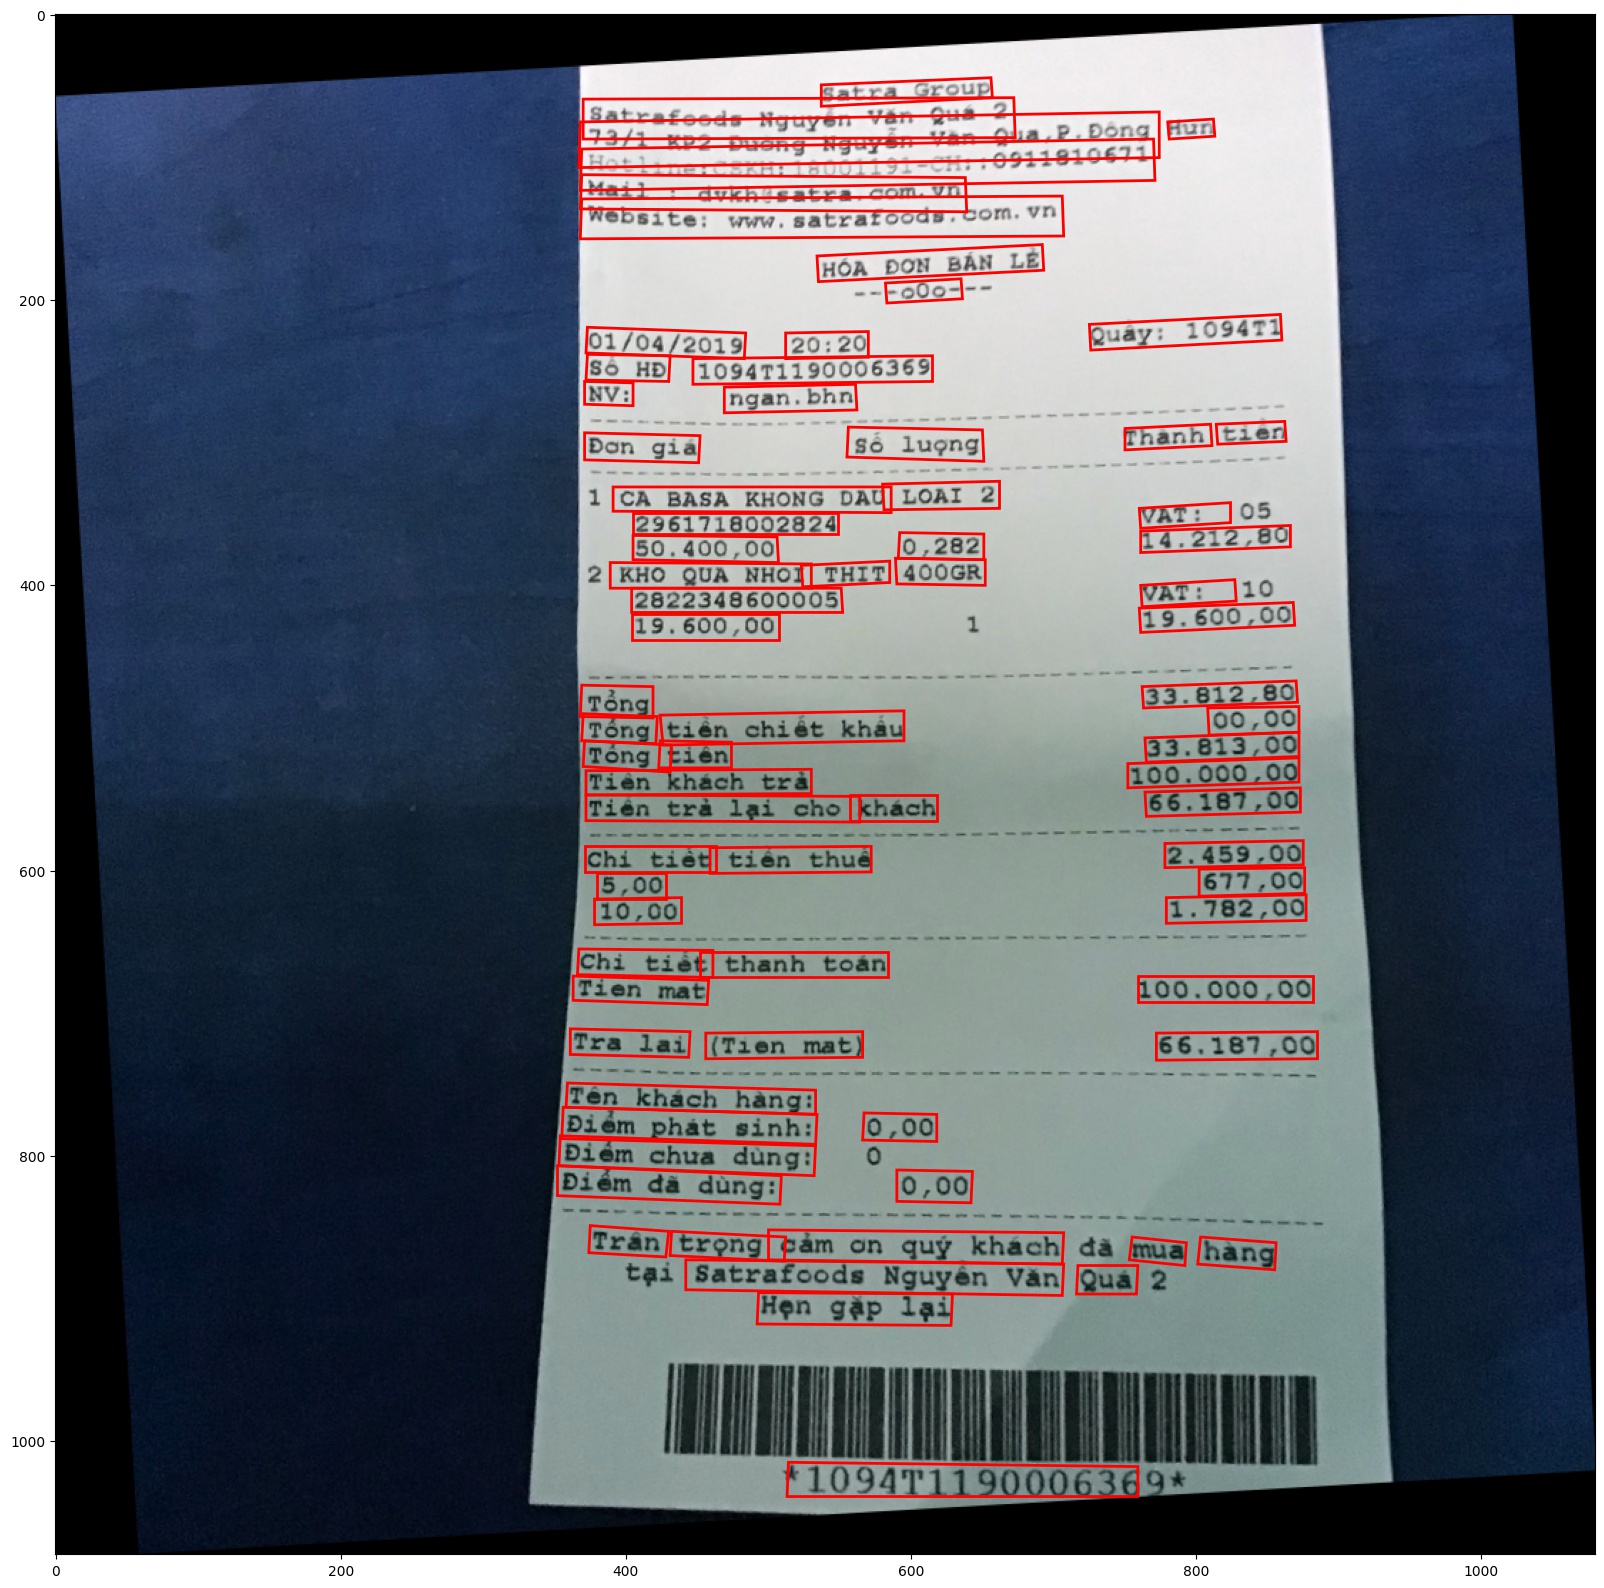 Satra Group
Satrafoods Nguyễn Văn Quá 2
73/1 KP2 Đường Nguyễn Văn Quá,P.Đông Hưn
Hotline:CSKH:18001191-CH::0911810671
Mail : dvkh@satra.com.vn
Website: www.satrafoods.com.vn
HÓA ĐƠN BÁN LẺ
---oOo---
01/04/2019 20:20 Quầy: 1094T1
Số HĐ 1094T1190006369
NV: ngan.bhn
Đơn giá Số lượng Thành tiền
1 CA BASA KHONG DAU LOAI 2
2961718002824 VAT: 05
50.400,00 0,282 14.212,80
2 KHO QUA NHOI THIT 400GR
2822348600005 VAT: 10
19.600,00 1 19.600,00
Tổng 33.812,80
Tổng tiền chiết khấu 00,00
Tổng tiền 33.813,00
Tiền khách trả 100.000,00
Tiền trả lại cho khách 66.187,00
Chi tiết tiền thuế 2.459,00
5,00 677,00
10,00 1.782,00
Chi tiết thanh toán
Tien mat 100.000,00
Tra lai (Tien mat) 66.187,00
Tên khách hàng:
Điểm phát sinh: 0,00
Điểm chưa dùng: 0
Điểm đã dùng: 0,00
Trân trọng cảm ơn quý khách đã mua hàng
tại Satrafoods Nguyễn Văn Quá 2
Hẹn gặp lại
*1094T1190006369*
0
200
400
600
800
1000
0 200 400 600 800 1000